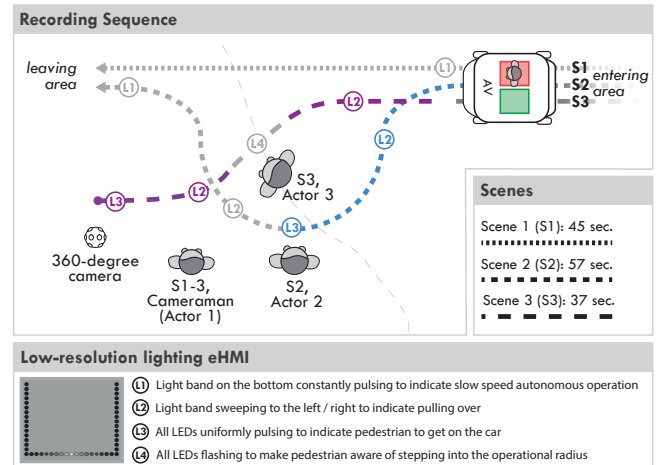 Recording Sequence
leaving
area
L1
L1
AV
S1
S2
S3
entering
area
L2
L4
L2
S3,
Actor 3
L2
L3
L2
L3
360-degree
camera
S1-3,
Cameraman
(Actor 1)
S2,
Actor 2
Scenes
Scene 1 (S1): 45 sec.
Scene 2 (S2): 57 sec.
Scene 3 (S3): 37 sec.
Low-resolution lighting eHMI
L1 Light band on the bottom constantly pulsing to indicate slow speed autonomous operation
L2 Light band sweeping to the left / right to indicate pulling over
L3 All LEDs uniformly pulsing to indicate pedestrian to get on the car
L4 All LEDs flashing to make pedestrian aware of stepping into the operational radius